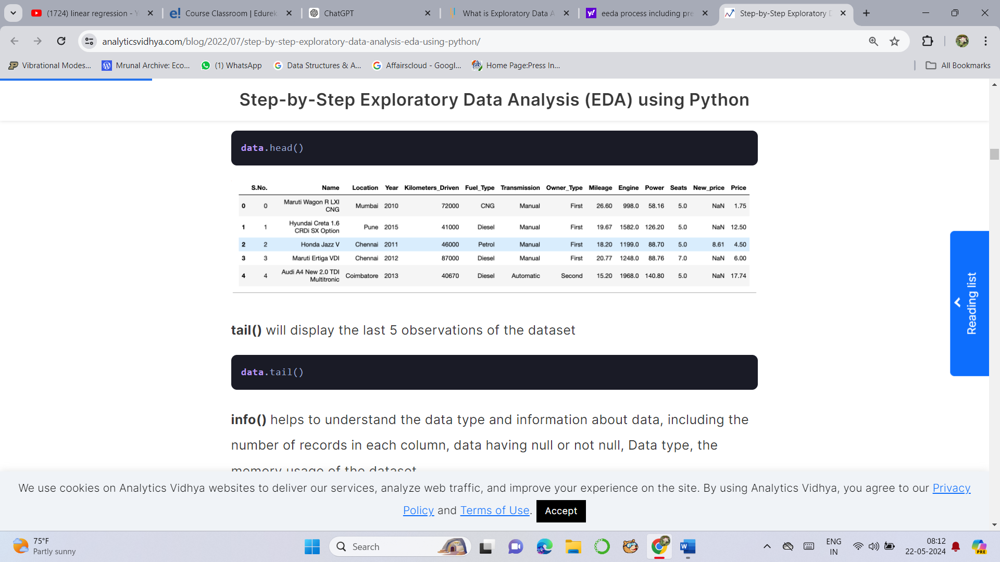 (1724) linear regression - Y
Course Classroom | Edurek
ChatGPT
What is Exploratory Data A
eeda process including pre
Step-by-Step Exploratory D
analyticsvidhya.com/blog/2022/07/step-by-step-exploratory-data-analysis-eda-using-python/
Vibrational Modes...
Mrunal Archive: Eco...
(1) WhatsApp
Data Structures & A...
Affairscloud - Googl...
Home Page:Press In...
All Bookmarks
Step-by-Step Exploratory Data Analysis (EDA) using Python
data.head()
S.No. Name Location Year Kilometers_Driven Fuel_Type Transmission Owner_Type Mileage Engine Power Seats New_price Price
0 0 Maruti Wagon R LXI CNG Mumbai 2010 72000 CNG Manual First 26.60 998.0 58.16 5.0 NaN 1.75
1 1 Hyundai Creta 1.6 CRDi SX Option Pune 2015 41000 Diesel Manual First 19.67 1582.0 126.20 5.0 NaN 12.50
2 2 Honda Jazz V Chennai 2011 46000 Petrol Manual First 18.20 1199.0 88.70 5.0 8.61 4.50
3 3 Maruti Ertiga VDI Chennai 2012 87000 Diesel Manual First 20.77 1248.0 88.76 7.0 NaN 6.00
4 4 Audi A4 New 2.0 TDI Multitronic Coimbatore 2013 40670 Diesel Automatic Second 15.20 1968.0 140.80 5.0 NaN 17.74
Reading list
tail() will display the last 5 observations of the dataset
data.tail()
info() helps to understand the data type and information about data, including the
number of records in each column, data having null or not null, Data type, the
memory usage of the dataset
We use cookies on Analytics Vidhya websites to deliver our services, analyze web traffic, and improve your experience on the site. By using Analytics Vidhya, you agree to our Privacy
Policy and Terms of Use. Accept
75°F
Partly sunny
Search
ENG
IN
08:12
22-05-2024
PRE